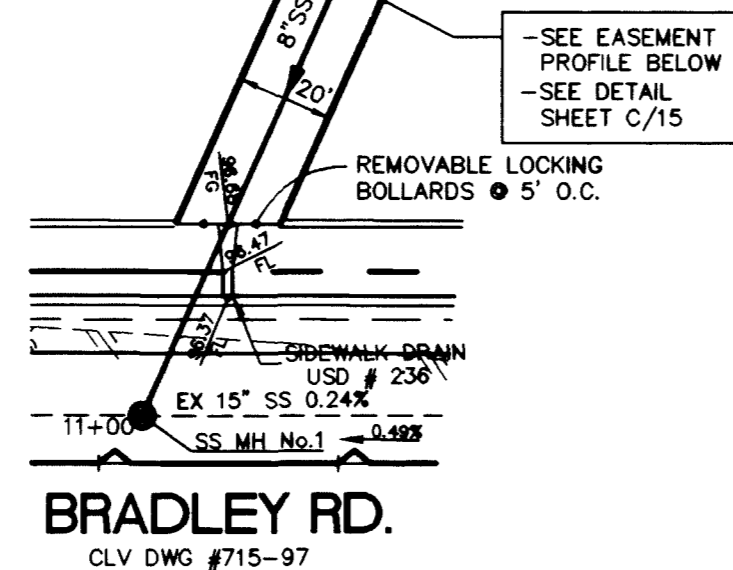 8"SS
-SEE EASEMENT
PROFILE BELOW
-SEE DETAIL
SHEET C/15
20'
REMOVABLE LOCKING
BOLLARDS @ 5' O.C.
FG
FL
FL
SIDEWALK DRAIN
USD # 236
EX 15" SS 0.24%
11+00
SS MH No.1
0.49%
BRADLEY RD.
CLV DWG #715-97